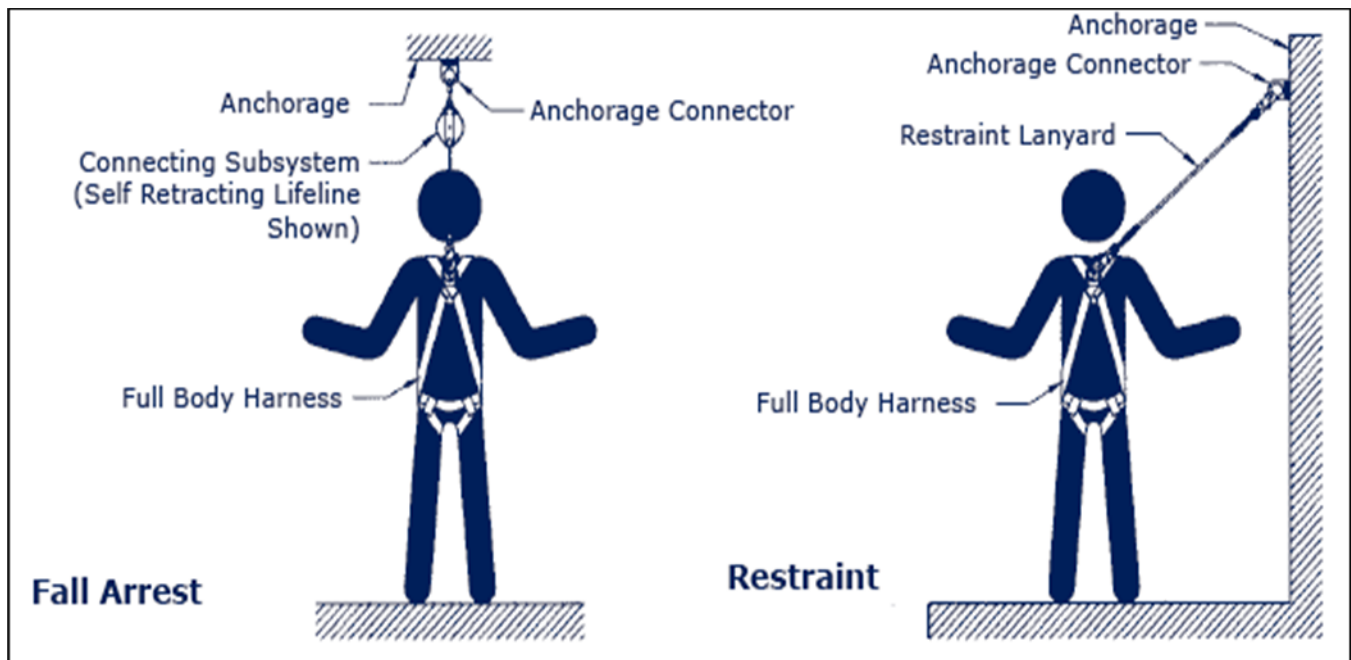 Anchorage
Anchorage Connector
Connecting Subsystem
(Self Retracting Lifeline
Shown)
Full Body Harness
Fall Arrest
Anchorage
Anchorage Connector
Restraint Lanyard
Full Body Harness
Restraint